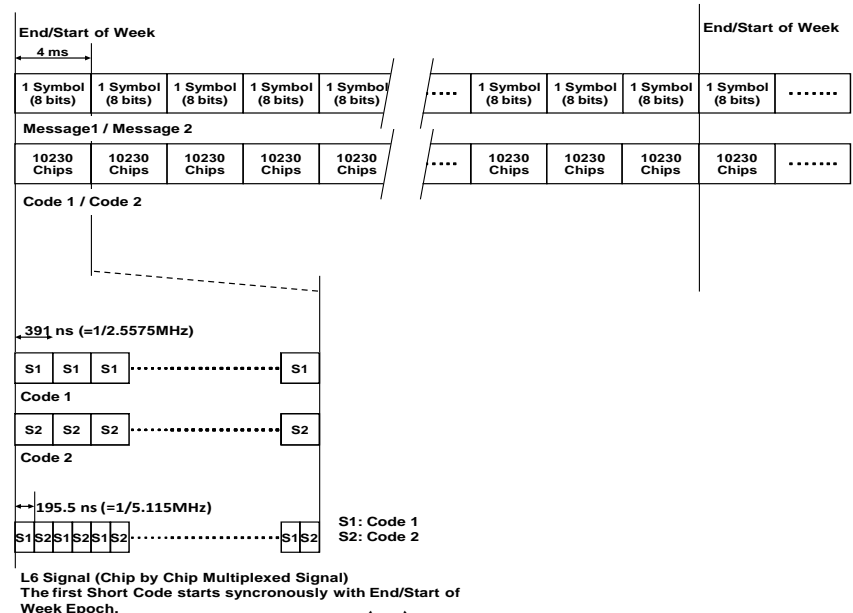 End/Start of Week
End/Start of Week
4 ms
1 Symbol (8 bits) 1 Symbol (8 bits) 1 Symbol (8 bits) 1 Symbol (8 bits) 1 Symbol (8 bits) ..... 1 Symbol (8 bits) 1 Symbol (8 bits) 1 Symbol (8 bits) 1 Symbol (8 bits) .......
Message1 / Message 2
10230 Chips 10230 Chips 10230 Chips 10230 Chips 10230 Chips ..... 10230 Chips 10230 Chips 10230 Chips 10230 Chips .......
Code 1 / Code 2
391 ns (=1/2.5575MHz)
S1 S1 S1 S1
Code 1
S2 S2 S2 S2
Code 2
195.5 ns (=1/5.115MHz)
S1 S2 S1 S2 S1 S2 S1 S2
S1: Code 1
S2: Code 2
L6 Signal (Chip by Chip Multiplexed Signal)
The first Short Code starts syncronously with End/Start of
Week Epoch.